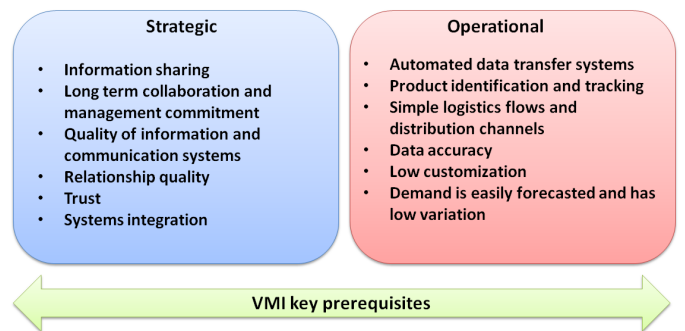 Strategic
• Information sharing
• Long term collaboration and
management commitment
• Quality of information and
communication systems
• Relationship quality
• Trust
• Systems integration
Operational
• Automated data transfer systems
• Product identification and tracking
• Simple logistics flows and
distribution channels
• Data accuracy
• Low customization
• Demand is easily forecasted and has
low variation
VMI key prerequisites